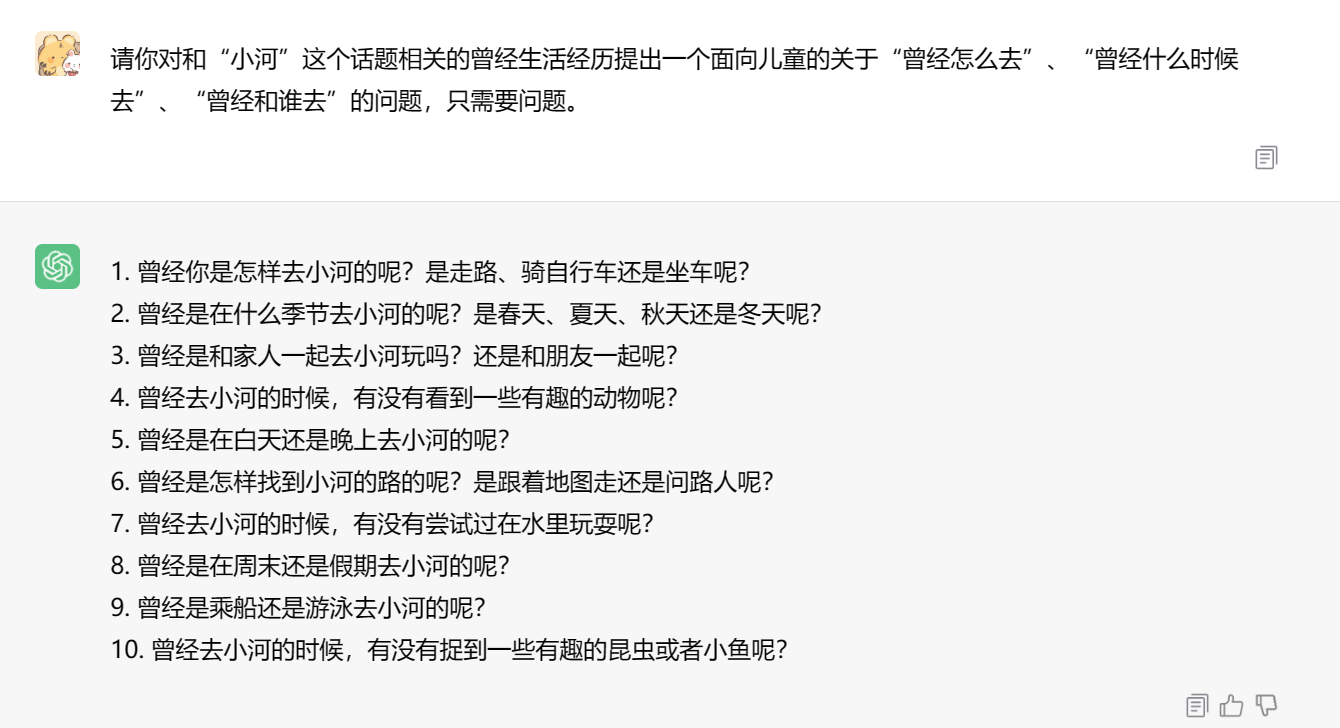 请你对和“小河”这个话题相关的曾经生活经历提出一个面向儿童的关于“曾经怎么去”、“曾经什么时候
去”、“曾经和谁去”的问题，只需要问题。
1. 曾经你是怎样去小河的呢？是走路、骑自行车还是坐车呢？
2. 曾经是在什么季节去小河的呢？是春天、夏天、秋天还是冬天呢？
3. 曾经是和家人一起去小河玩吗？还是和朋友一起呢？
4. 曾经去小河的时候，有没有看到一些有趣的动物呢？
5. 曾经是在白天还是晚上去小河的呢？
6. 曾经是怎样找到小河的路的呢？是跟着地图走还是问路人呢？
7. 曾经去小河的时候，有没有尝试过在水里玩耍呢？
8. 曾经是在周末还是假期去小河的呢？
9. 曾经是乘船还是游泳去小河的呢？
10. 曾经去小河的时候，有没有捉到一些有趣的昆虫或者小鱼呢？